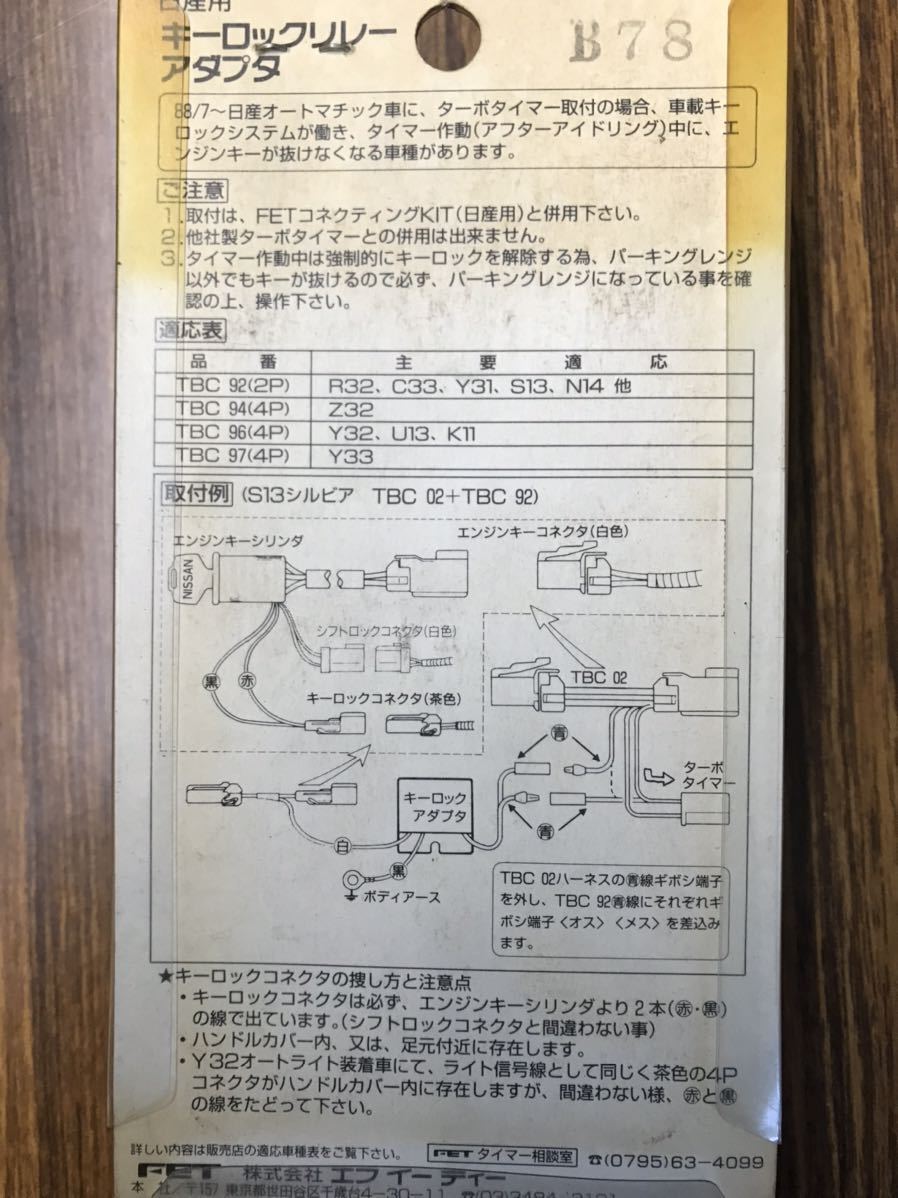 日産用
キーロックリレー
アダプタ
B78
88/7～日産オートマチック車に、ターボタイマー取付の場合、車載キー
ロックシステムが働き、タイマー作動(アフターアイドリング)中に、エ
ンジンキーが抜けなくなる車種があります。
ご注意
1.取付は、FETコネクティングKIT(日産用)と併用下さい。
2.他社製ターボタイマーとの併用は出来ません。
3.タイマー作動中は強制的にキーロックを解除する為、パーキングレンジ
以外でもキーが抜けるので必ず、パーキングレンジになっている事を確
認の上、操作下さい。
適応表
品番 主要適応
TBC 92(2P) R32、C33、Y31、S13、N14 他
TBC 94(4P) Z32
TBC 96(4P) Y32、U13、K11
TBC 97(4P) Y33
取付例 (S13シルビア TBC 02+TBC 92)
エンジンキーシリンダ
エンジンキーコネクタ(白色)
NISSAN
シフトロックコネクタ(白色)
黒
赤
キーロックコネクタ(茶色)
TBC 02
青
ターボ
タイマー
キーロック
アダプタ
青
白
黒
ボディアース
TBC 02ハーネスの青線ギボシ端子
を外し、TBC 92青線にそれぞれギ
ボシ端子〈オス〉〈メス〉を差込み
ます。
★キーロックコネクタの捜し方と注意点
・キーロックコネクタは必ず、エンジンキーシリンダより2本(赤・黒)
の線で出ています。(シフトロックコネクタと間違わない事)
・ハンドルカバー内、又は、足元付近に存在します。
・Y32オートライト装着車にて、ライト信号線として同じく茶色の4P
コネクタがハンドルカバー内に存在しますが、間違わない様、赤と黒
の線をたどって下さい。
詳しい内容は販売店の適応車種表をご覧下さい。
FET タイマー相談室 ☎(0795)63-4099
FET 株式会社 エフ イー ティー
本 社/〒157 東京都世田谷区千歳台4-30-11 ☎(03)3484-